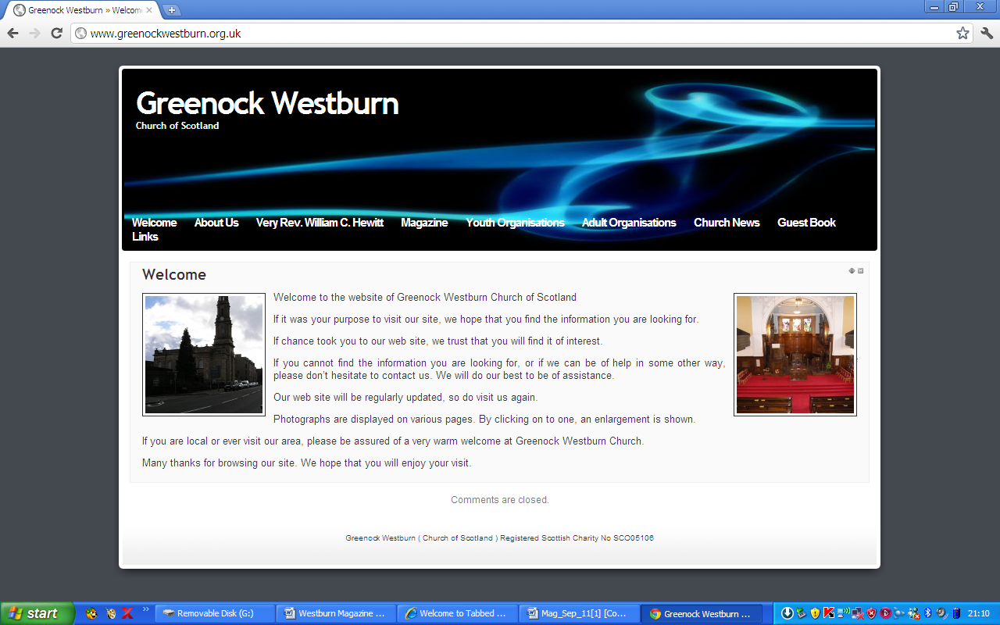 Greenock Westburn » Welcom
www.greenockwestburn.org.uk
Greenock Westburn
Church of Scotland
Welcome About Us Very Rev. William C. Hewitt Magazine Youth Organisations Adult Organisations Church News Guest Book
Links
Welcome
Welcome to the website of Greenock Westburn Church of Scotland
If it was your purpose to visit our site, we hope that you find the information you are looking for.
If chance took you to our web site, we trust that you will find it of interest.
If you cannot find the information you are looking for, or if we can be of help in some other way,
please don’t hesitate to contact us. We will do our best to be of assistance.
Our web site will be regularly updated, so do visit us again.
Photographs are displayed on various pages. By clicking on to one, an enlargement is shown.
If you are local or ever visit our area, please be assured of a very warm welcome at Greenock Westburn Church.
Many thanks for browsing our site. We hope that you will enjoy your visit.
Comments are closed.
Greenock Westburn ( Church of Scotland ) Registered Scottish Charity No SCO05106
start Removable Disk (G:) Westburn Magazine ... Welcome to Tabbed ... Mag_Sep_11[1] [Co... Greenock Westburn ... 21:10